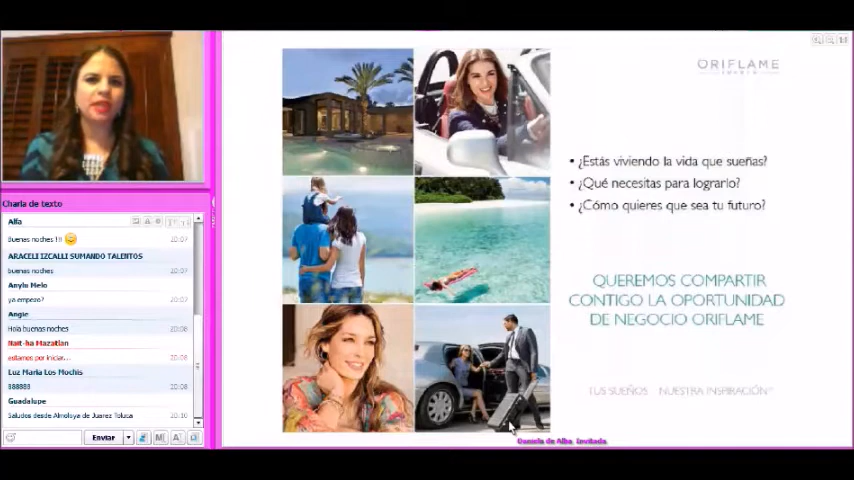 Charla de texto
Alfa
Buenas noches !!!
20:07
ARACELI IZCALLI SUMANDO TALENTOS
buenas noches
20:07
Anylu Melo
ya empezo?
20:07
Angie
Hola buenas noches
20:08
Nait-ha Mazatlan
estamos por iniciar...
20:08
Luz Maria Los Mochis
20:08
Guadalupe
Saludos desde Almoloya de Juarez Toluca
20:10
Enviar
ORIFLAME
SWEDEN
• ¿Estás viviendo la vida que sueñas?
• ¿Qué necesitas para lograrlo?
• ¿Cómo quieres que sea tu futuro?
QUEREMOS COMPARTIR
CONTIGO LA OPORTUNIDAD
DE NEGOCIO ORIFLAME
TUS SUEÑOS NUESTRA INSPIRACIÓN™
Daniela de Alba Invitada